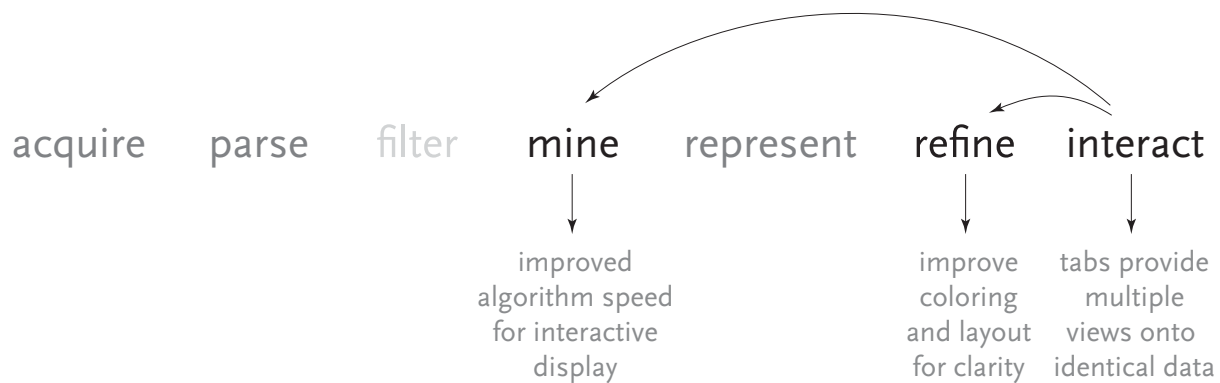 acquire parse filter mine represent refine interact
improved
algorithm speed
for interactive
display
improve
coloring
and layout
for clarity
tabs provide
multiple
views onto
identical data